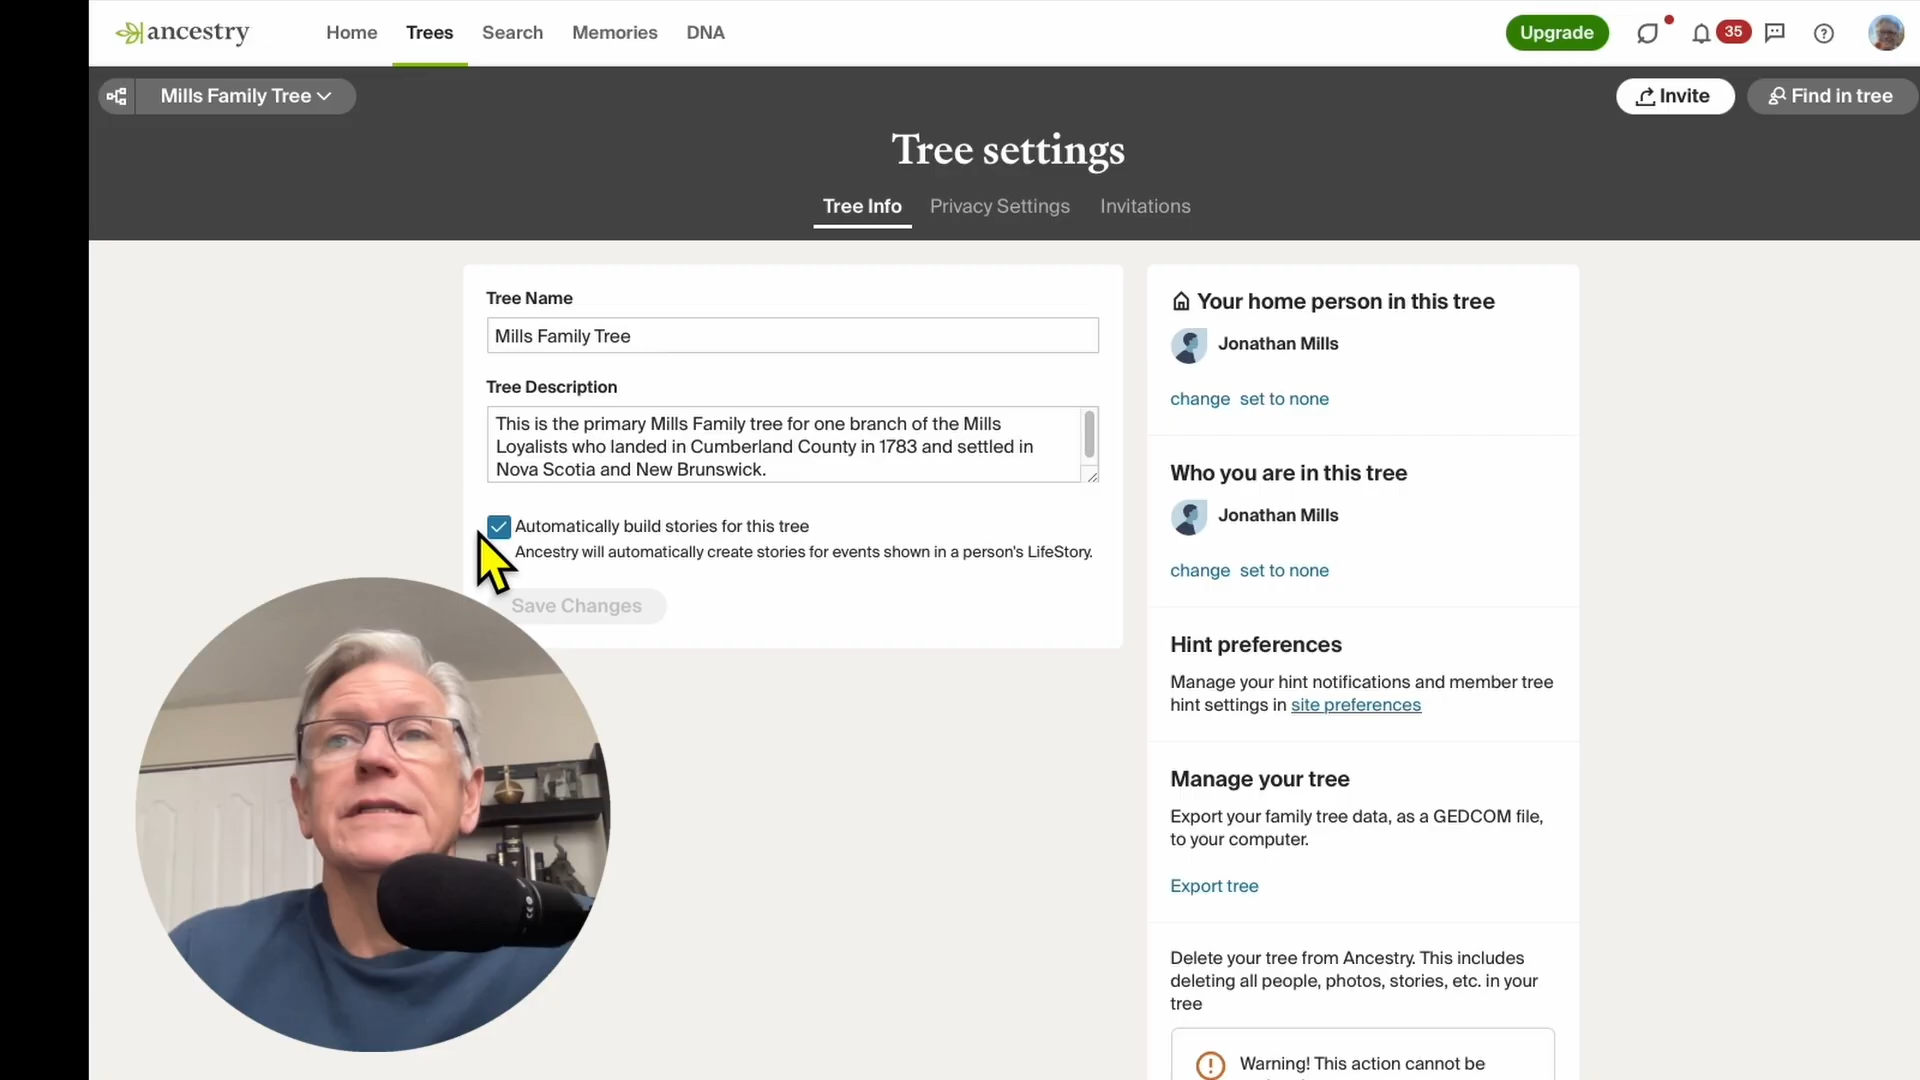 ancestry
Home
Trees
Search
Memories
DNA
Upgrade
35
Mills Family Tree
Invite
Find in tree
Tree settings
Tree Info
Privacy Settings
Invitations
Tree Name
Mills Family Tree
Tree Description
This is the primary Mills Family tree for one branch of the Mills
Loyalists who landed in Cumberland County in 1783 and settled in
Nova Scotia and New Brunswick.
Automatically build stories for this tree
Ancestry will automatically create stories for events shown in a person's LifeStory.
Save Changes
Your home person in this tree
Jonathan Mills
change set to none
Who you are in this tree
Jonathan Mills
change set to none
Hint preferences
Manage your hint notifications and member tree
hint settings in site preferences
Manage your tree
Export your family tree data, as a GEDCOM file,
to your computer.
Export tree
Delete your tree from Ancestry. This includes
deleting all people, photos, stories, etc. in your
tree
Warning! This action cannot be